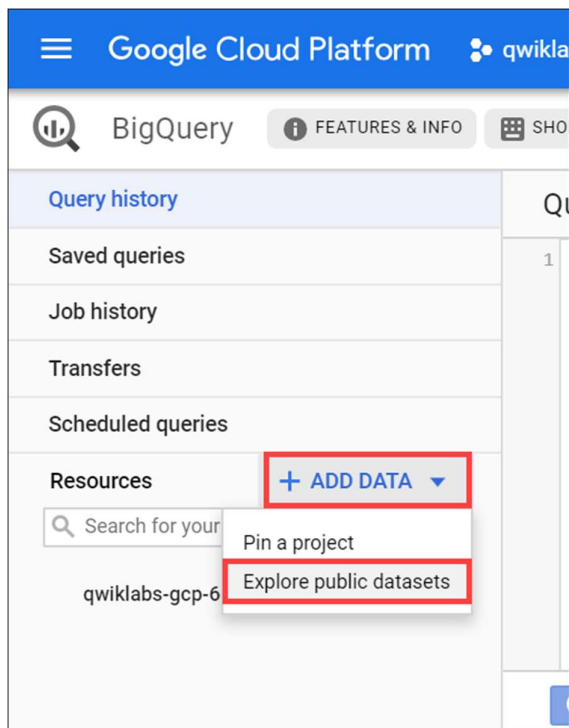 Google Cloud Platform qwikla
BigQuery FEATURES & INFO SHO
Query history Qu
Saved queries 1
Job history
Transfers
Scheduled queries
Resources + ADD DATA
Search for your
Pin a project
Explore public datasets
qwiklabs-gcp-6